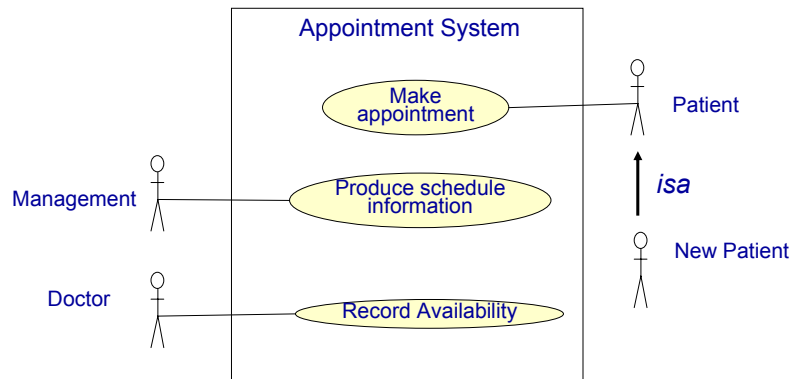 Appointment System
Make
appointment
Patient
Management
Produce schedule
information
isa
New Patient
Doctor
Record Availability